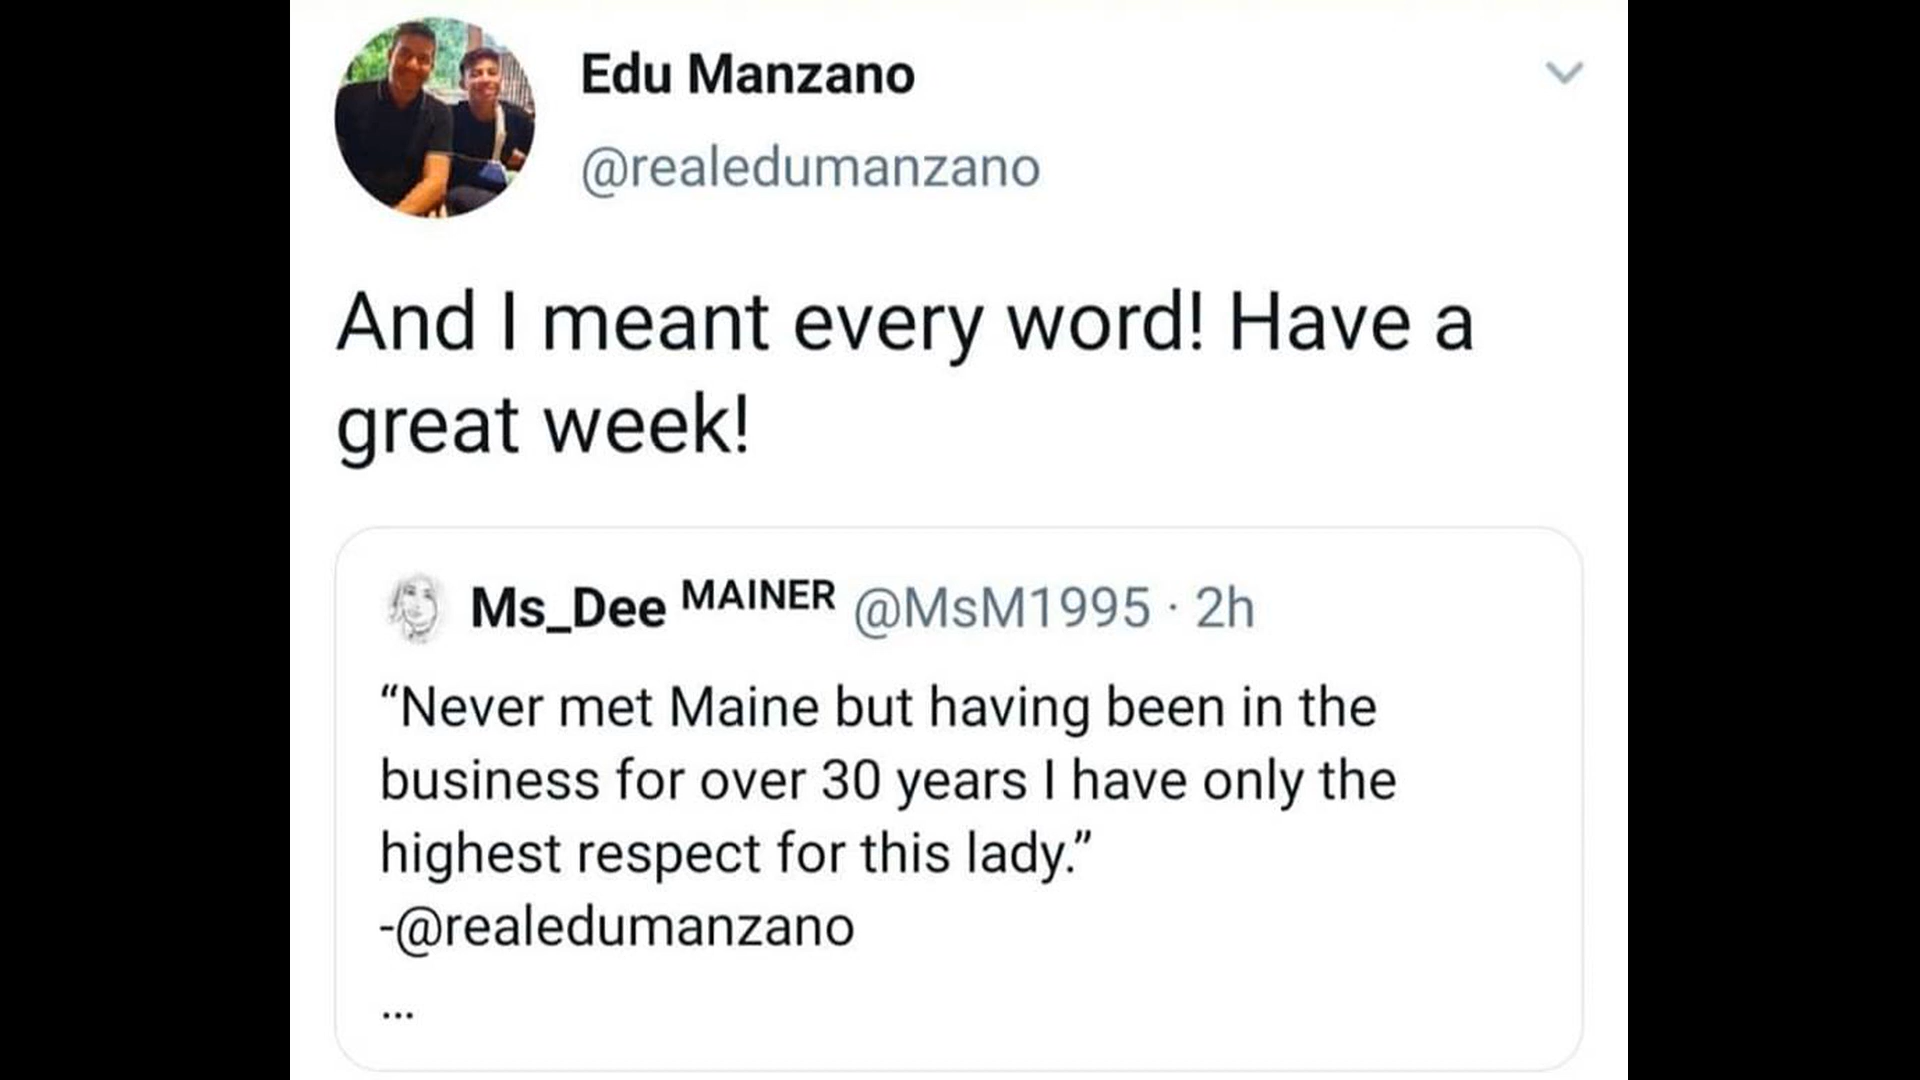 Edu Manzano
@realedumanzano
And I meant every word! Have a
great week!
Ms_Dee ᴹᴬᴵᴺᴱᴿ @MsM1995 · 2h
“Never met Maine but having been in the
business for over 30 years I have only the
highest respect for this lady.”
-@realedumanzano
...